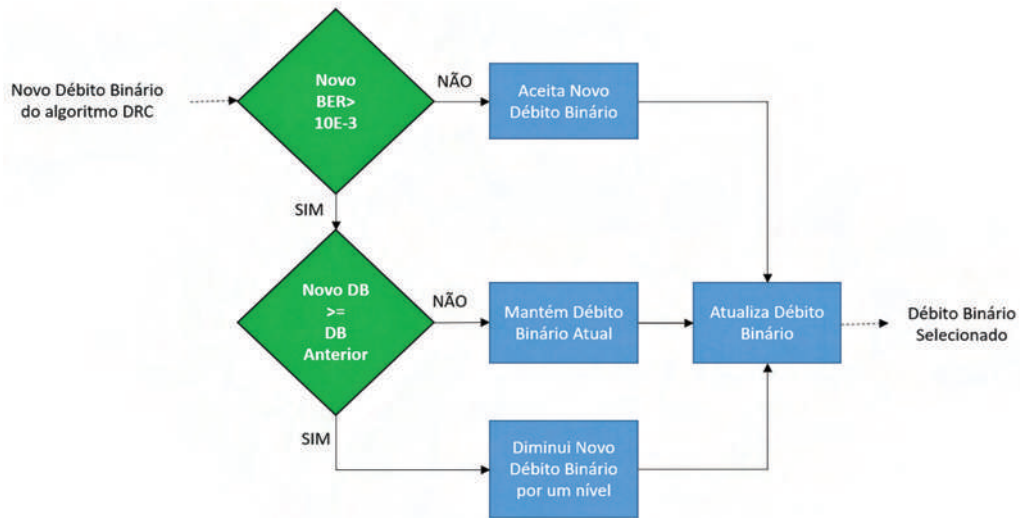 Novo Débito Binário
do algoritmo DRC
Novo
BER>
10E-3
NÃO
Aceita Novo
Débito Binário
SIM
Novo DB
>=
DB
Anterior
NÃO
Mantém Débito
Binário Atual
Atualiza Débito
Binário
Débito Binário
Selecionado
SIM
Diminui Novo
Débito Binário
por um nível